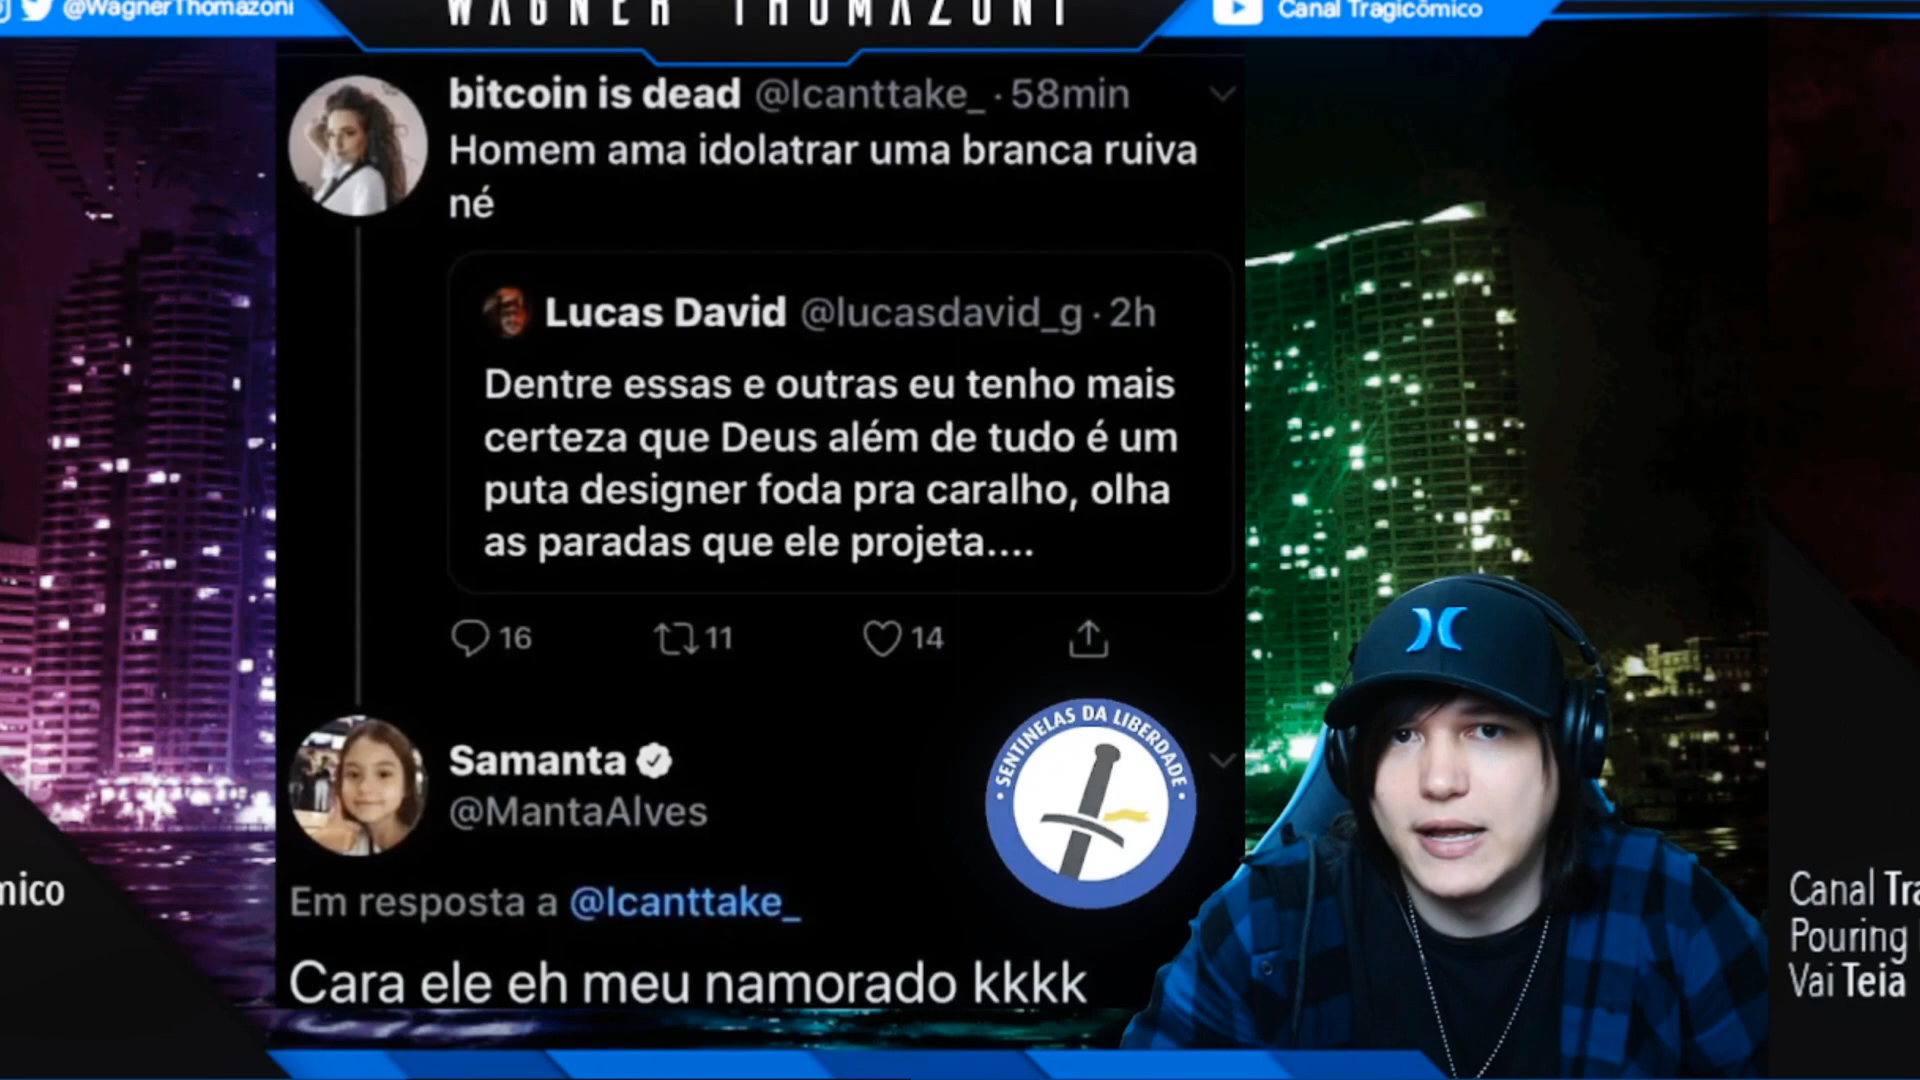 @WagnerThomazoni
WAGNER THOMAZONI
Canal Tragicômico
bitcoin is dead @Icanttake_ · 58min
Homem ama idolatrar uma branca ruiva
né
Lucas David @lucasdavid_g · 2h
Dentre essas e outras eu tenho mais
certeza que Deus além de tudo é um
puta designer foda pra caralho, olha
as paradas que ele projeta....
16 11 14
Samanta
@MantaAlves
• SENTINELAS DA LIBERDADE •
Em resposta a @Icanttake_
Cara ele eh meu namorado kkkk
mico
Canal Tra
Pouring
Vai Teia